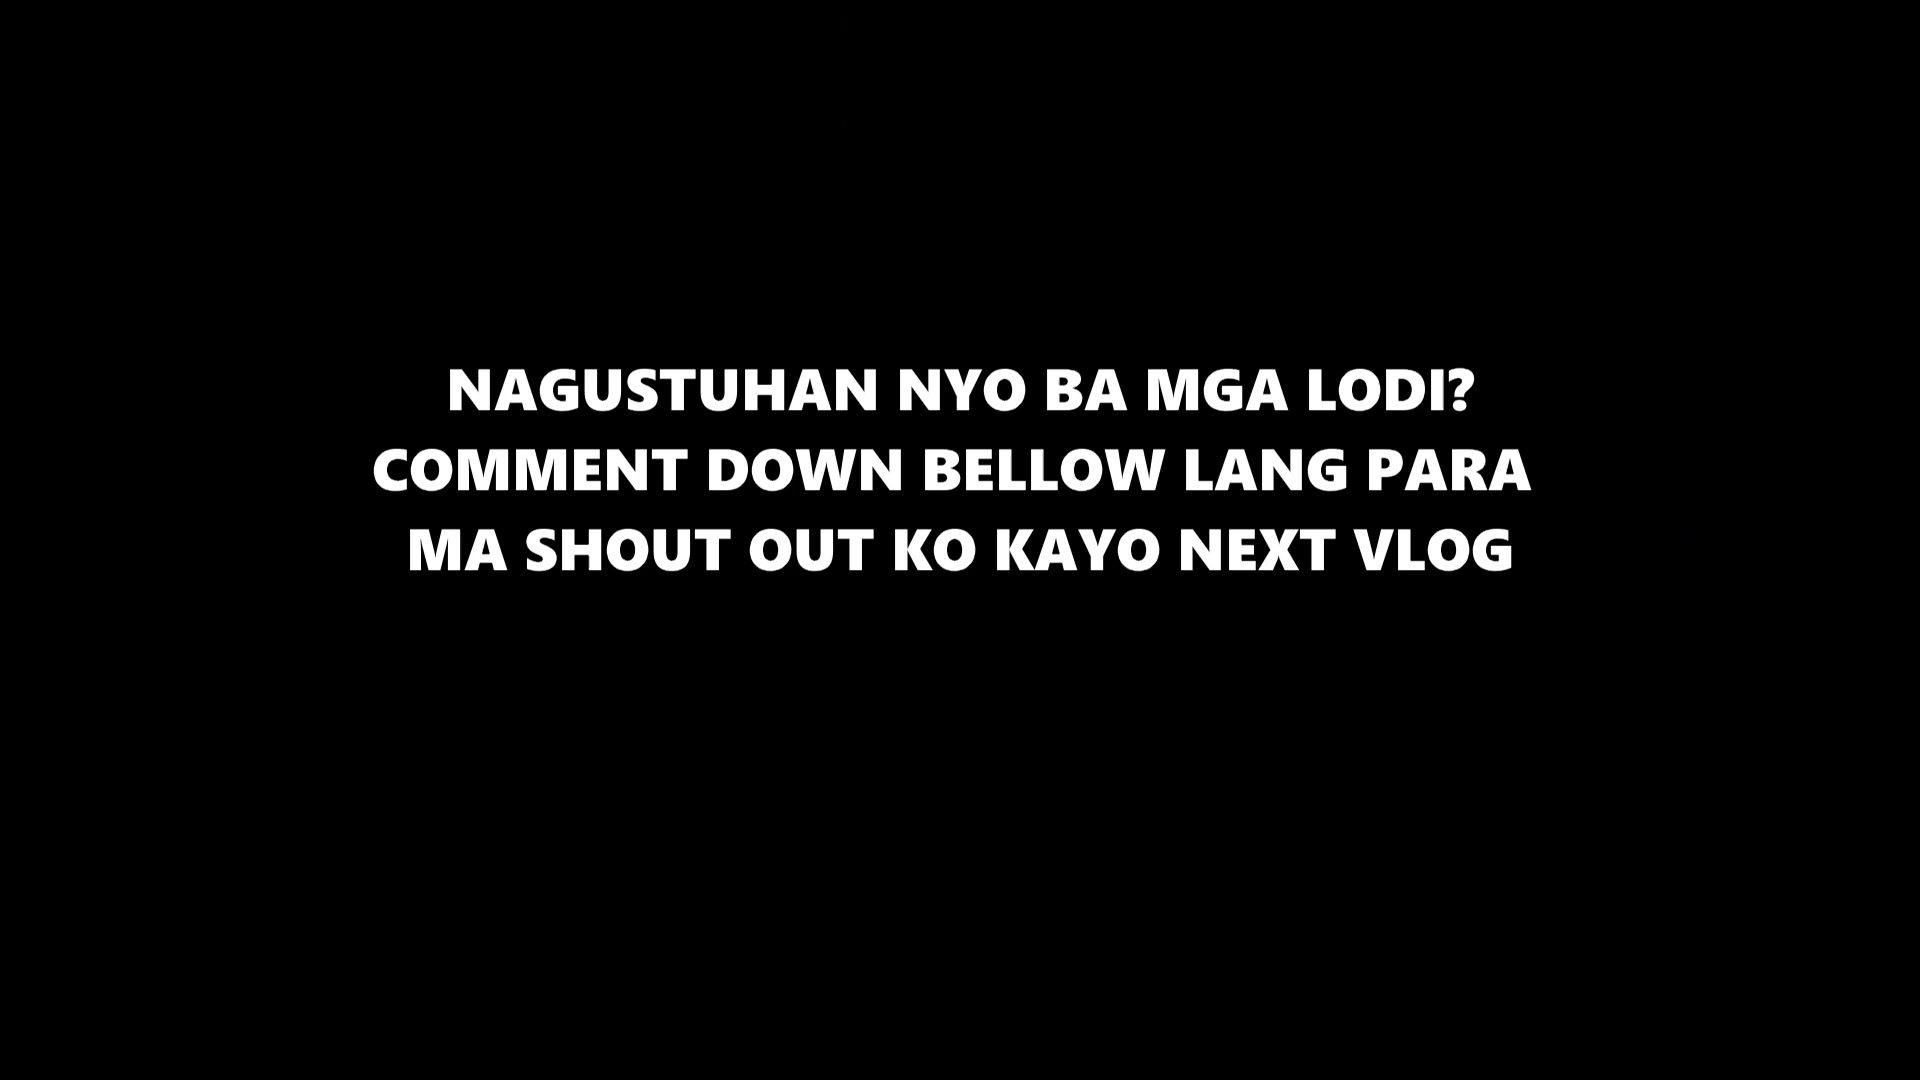 NAGUSTUHAN NYO BA MGA LODI?
COMMENT DOWN BELLOW LANG PARA
MA SHOUT OUT KO KAYO NEXT VLOG